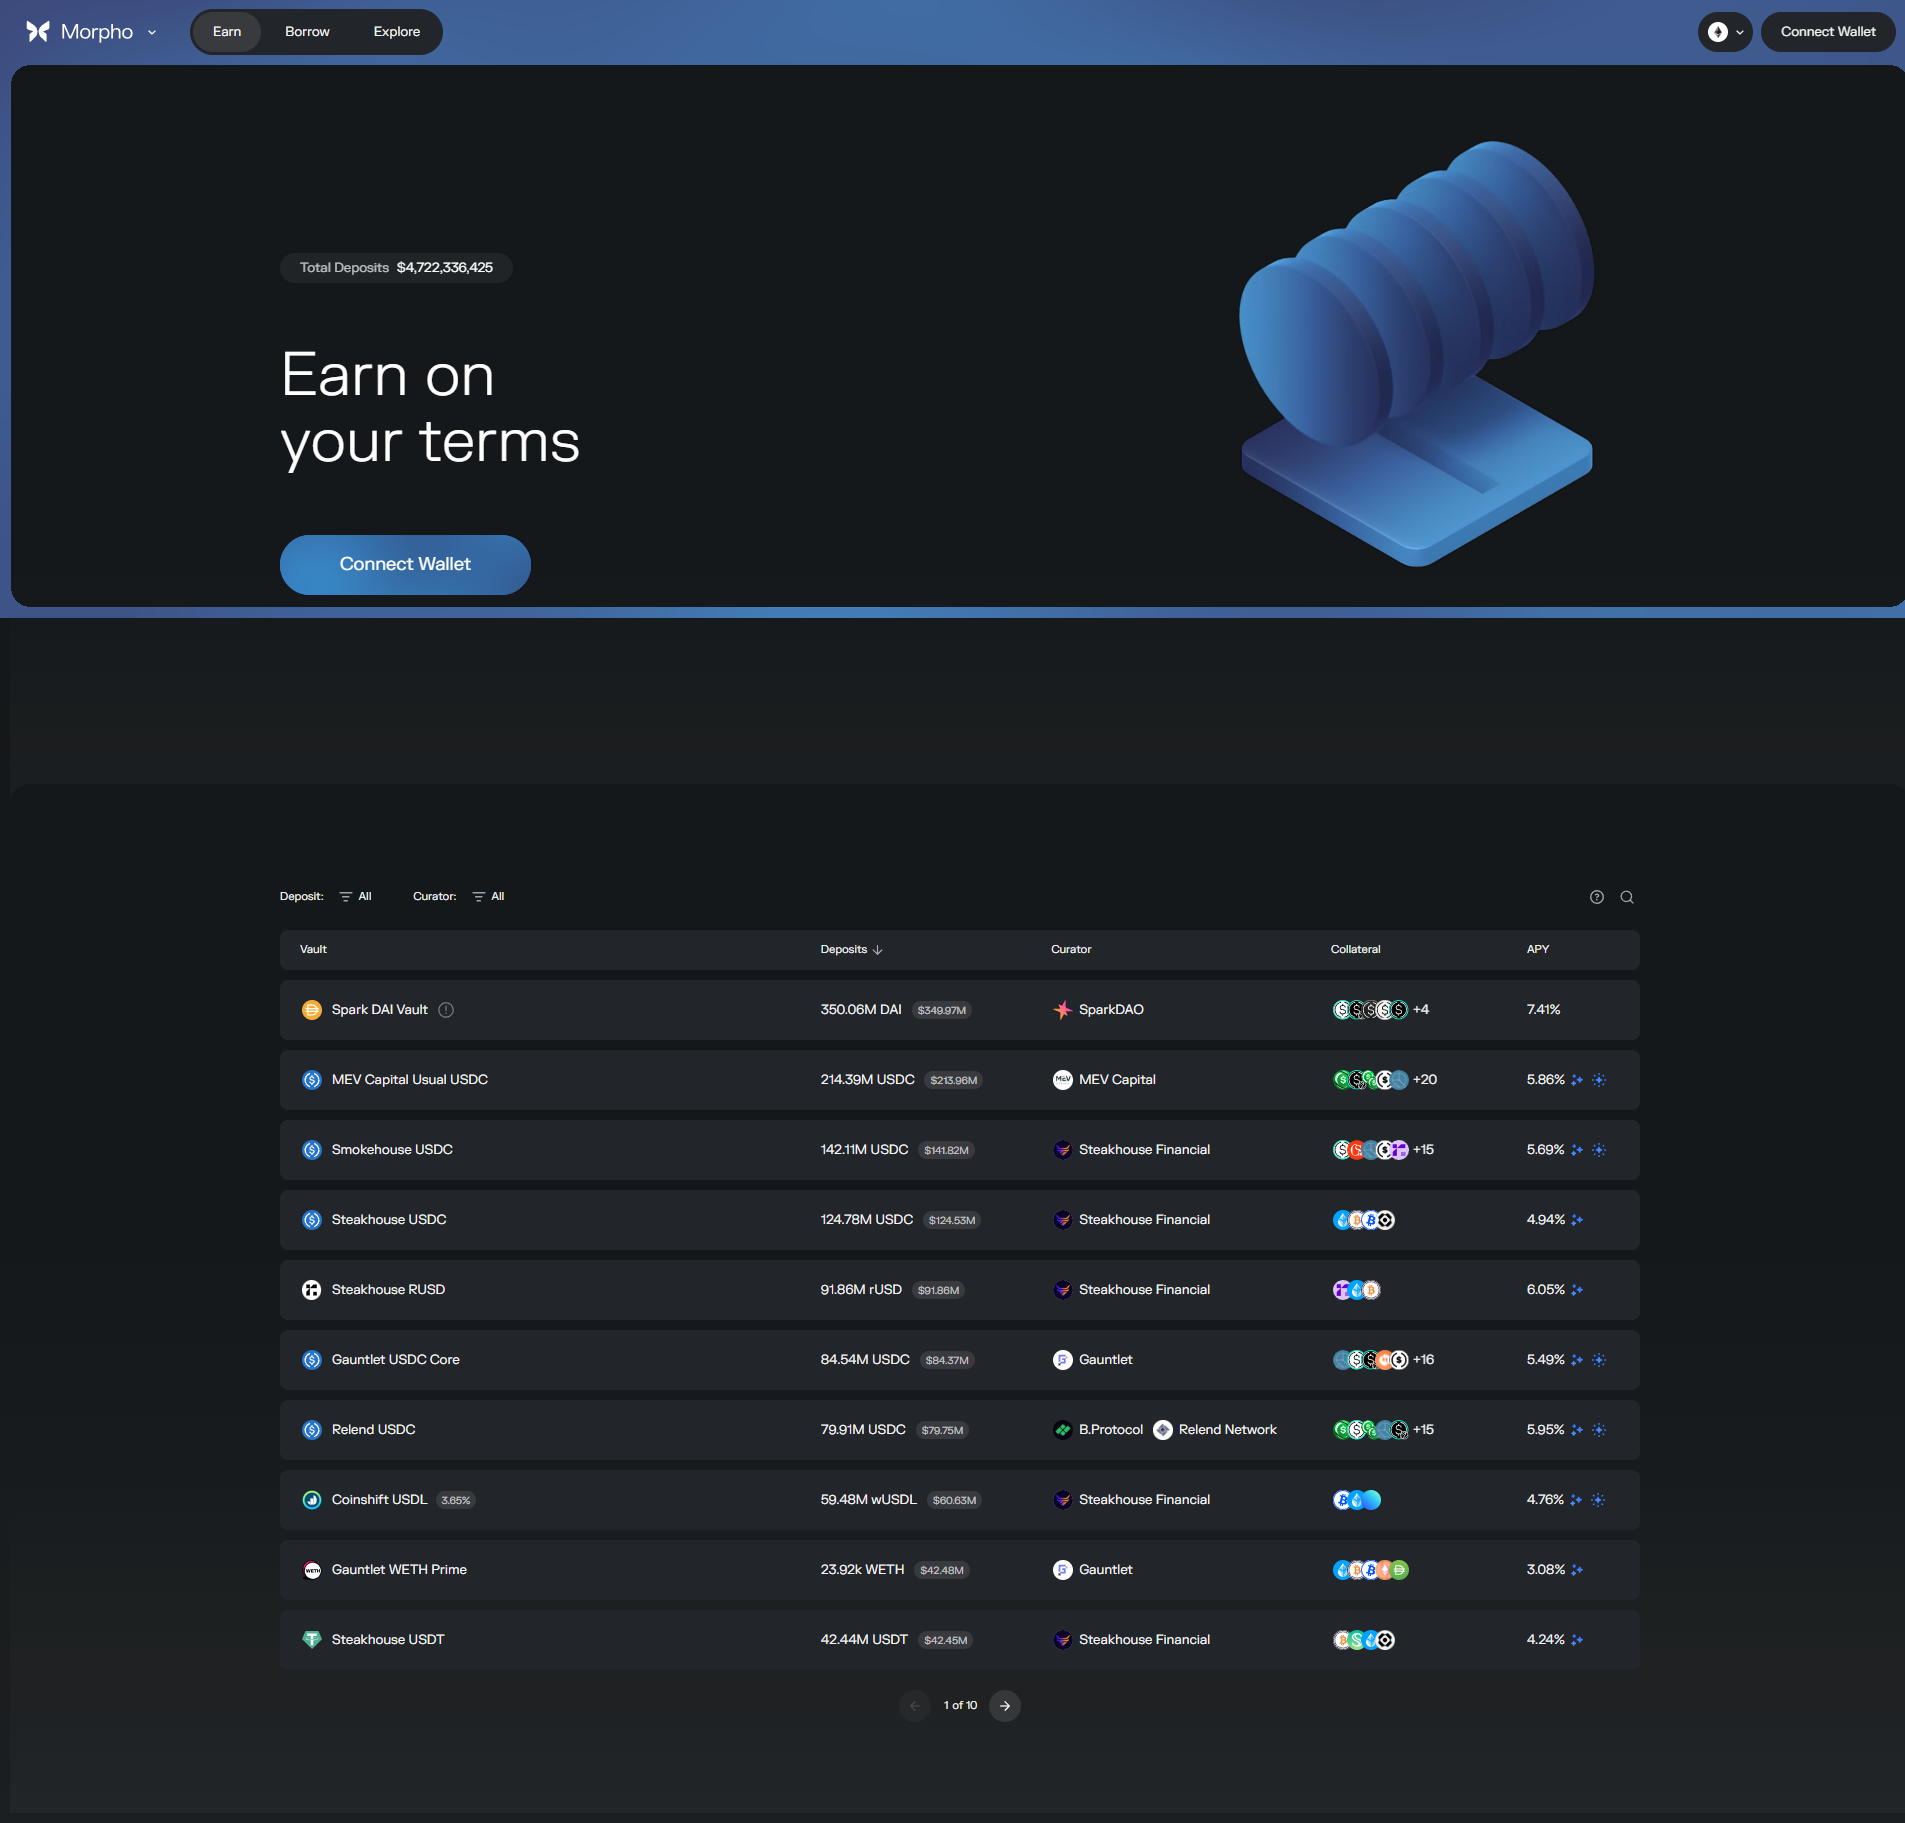 Morpho
Earn Borrow Explore
Connect Wallet
Total Deposits $4,722,336,425
Earn on
your terms
Connect Wallet
Deposit: All Curator: All
Vault Deposits Curator Collateral APY
Spark DAI Vault 350.06M DAI $349.97M SparkDAO +4 7.41%
MEV Capital Usual USDC 214.39M USDC $213.96M MEV MEV Capital +20 5.86%
Smokehouse USDC 142.11M USDC $141.82M Steakhouse Financial +15 5.69%
Steakhouse USDC 124.78M USDC $124.53M Steakhouse Financial 4.94%
Steakhouse RUSD 91.86M rUSD $91.86M Steakhouse Financial 6.05%
Gauntlet USDC Core 84.54M USDC $84.37M Gauntlet +16 5.49%
Relend USDC 79.91M USDC $79.75M B.Protocol Relend Network +15 5.95%
Coinshift USDL 3.65% 59.48M wUSDL $60.63M Steakhouse Financial 4.76%
WETH Gauntlet WETH Prime 23.92k WETH $42.48M Gauntlet 3.08%
Steakhouse USDT 42.44M USDT $42.45M Steakhouse Financial 4.24%
1 of 10